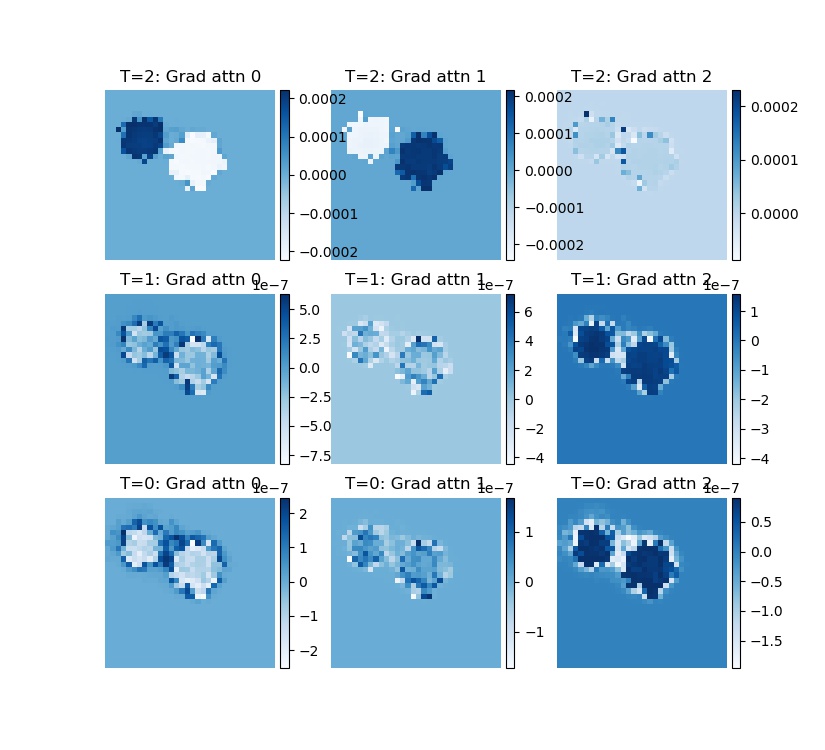 T=2: Grad attn 0
0.0002
0.0001
0.0000
−0.0001
−0.0002
T=2: Grad attn 1
0.0002
0.0001
0.0000
−0.0001
−0.0002
T=2: Grad attn 2
0.0002
0.0001
0.0000
T=1: Grad attn 0
1e−7
5.0
2.5
0.0
−2.5
−5.0
−7.5
T=1: Grad attn 1
1e−7
6
4
2
0
−2
−4
T=1: Grad attn 2
1e−7
1
0
−1
−2
−3
−4
T=0: Grad attn 0
1e−7
2
1
0
−1
−2
T=0: Grad attn 1
1e−7
1
0
−1
T=0: Grad attn 2
1e−7
0.5
0.0
−0.5
−1.0
−1.5